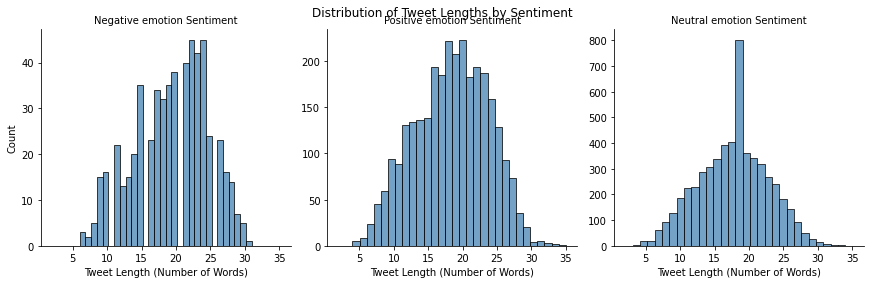 Distribution of Tweet Lengths by Sentiment
Negative emotion Sentiment
Positive emotion Sentiment
Neutral emotion Sentiment
Count
40
30
20
10
0
5 10 15 20 25 30 35
Tweet Length (Number of Words)
200
150
100
50
0
5 10 15 20 25 30 35
Tweet Length (Number of Words)
800
700
600
500
400
300
200
100
0
5 10 15 20 25 30 35
Tweet Length (Number of Words)